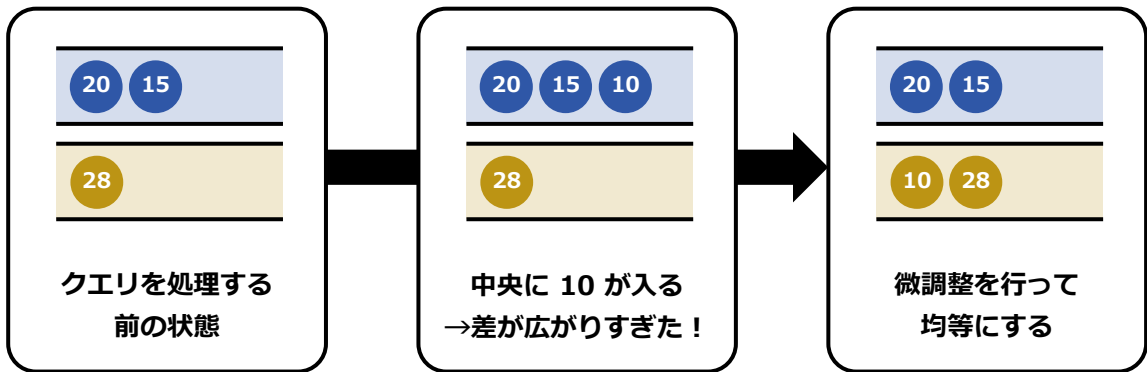 20 15
28
クエリを処理する
前の状態
20 15 10
28
中央に 10 が入る
→差が広がりすぎた！
20 15
10 28
微調整を行って
均等にする